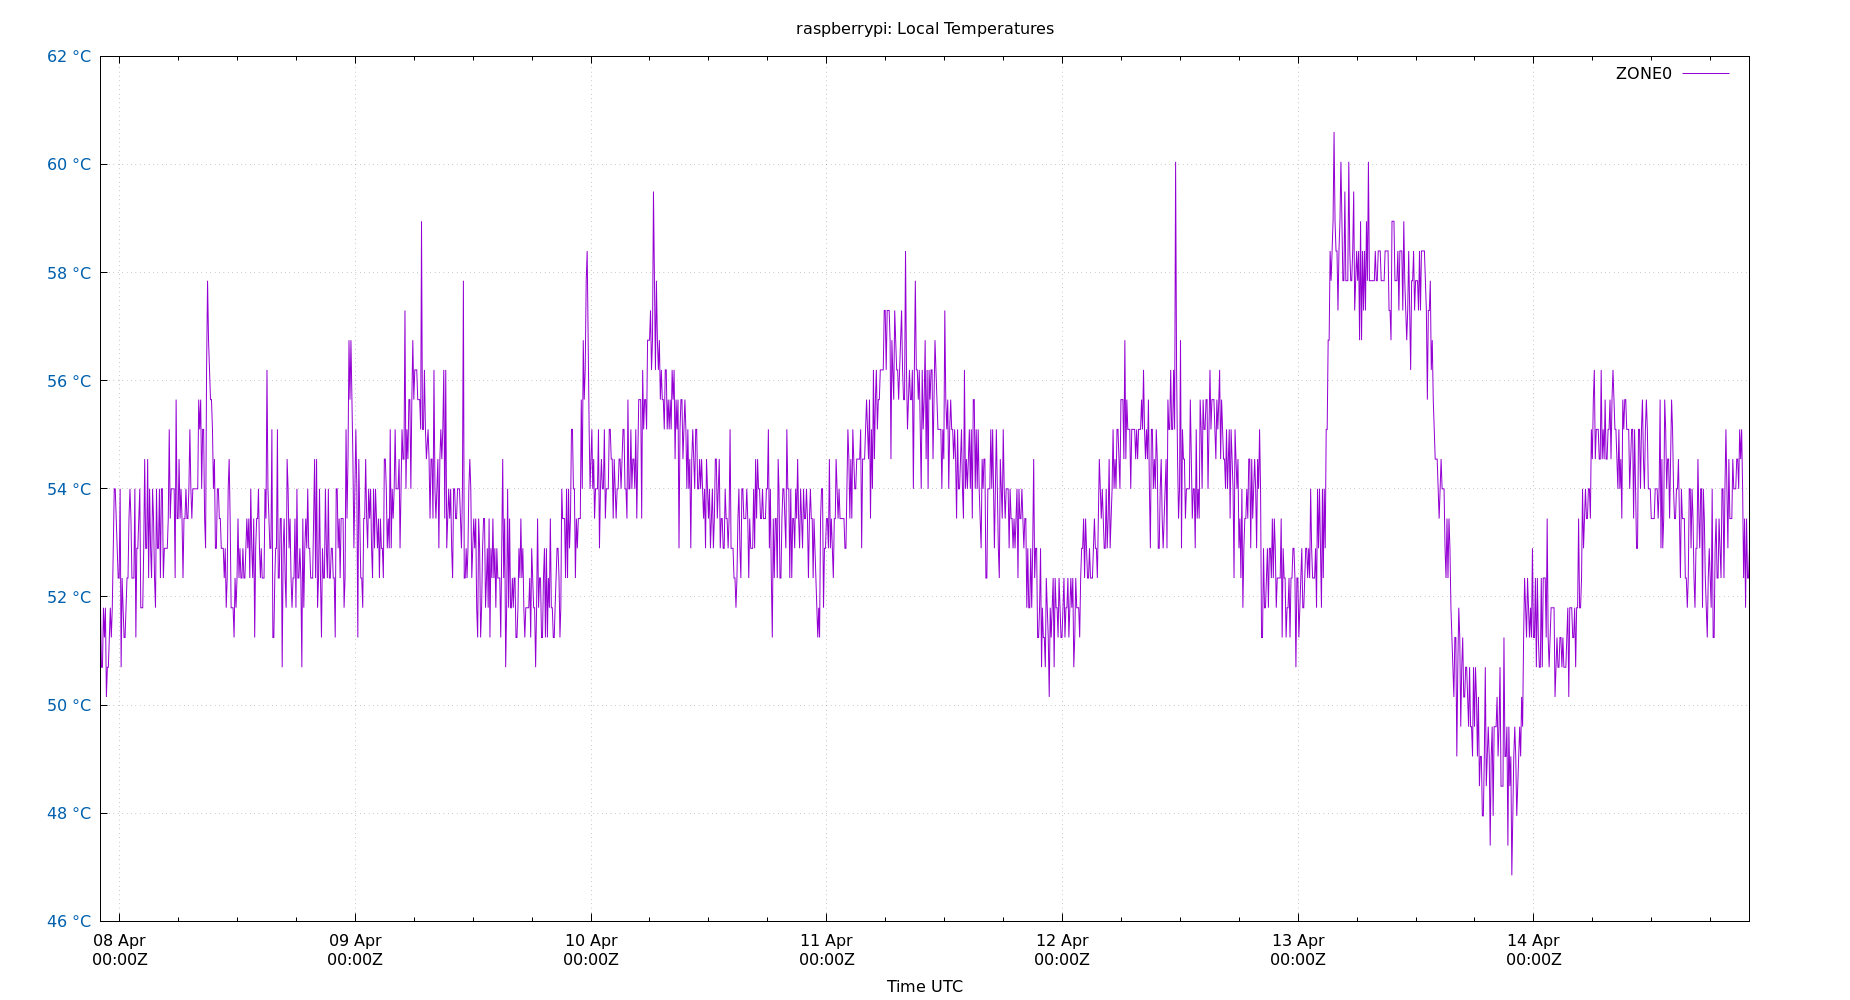 raspberrypi: Local Temperatures
62 °C
ZONE0
60 °C
58 °C
56 °C
54 °C
52 °C
50 °C
48 °C
46 °C
08 Apr 09 Apr 10 Apr 11 Apr 12 Apr 13 Apr 14 Apr
00:00Z 00:00Z 00:00Z 00:00Z 00:00Z 00:00Z 00:00Z
Time UTC